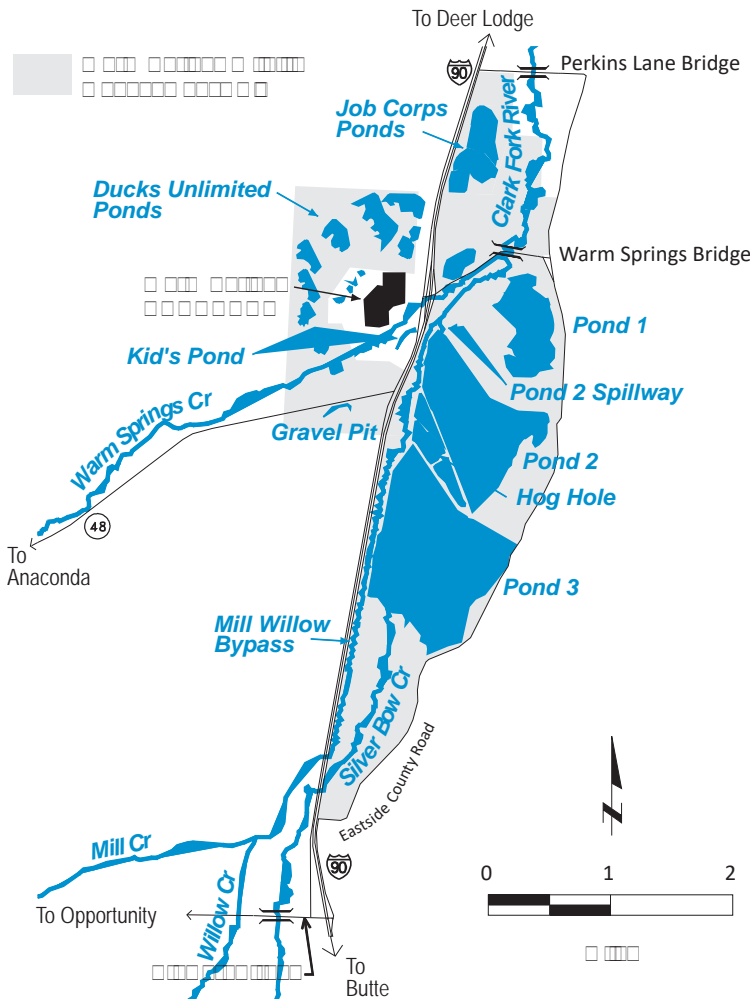 To Deer Lodge
90
Perkins Lane Bridge
Job Corps
Ponds
Clark Fork River
Ducks Unlimited
Ponds
Warm Springs Bridge
Pond 1
Kid's Pond
Pond 2 Spillway
Warm Springs Cr
Gravel Pit
Pond 2
Hog Hole
48
To
Anaconda
Pond 3
Mill Willow
Bypass
Silver Bow Cr
Eastside County Road
Mill Cr
90
0 1 2
To Opportunity
Willow Cr
To
Butte